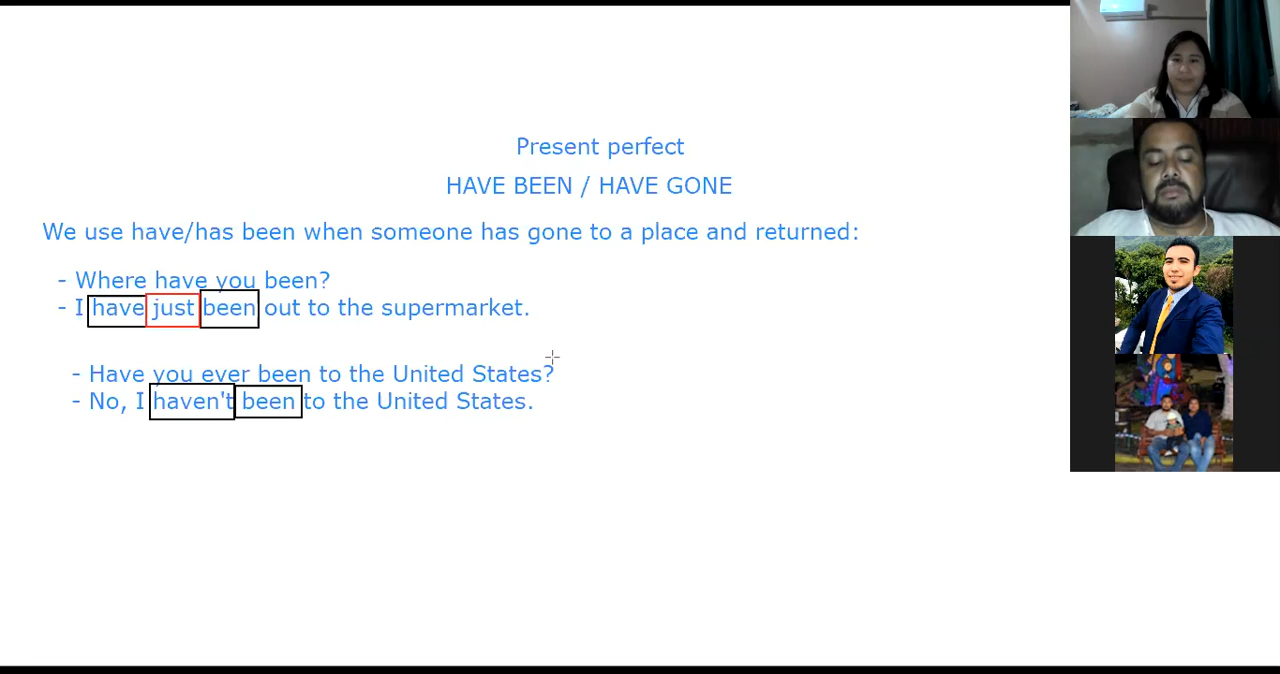 Present perfect
HAVE BEEN / HAVE GONE
We use have/has been when someone has gone to a place and returned:
- Where have you been?
- I have just been out to the supermarket.
- Have you ever been to the United States?
- No, I haven't been to the United States.